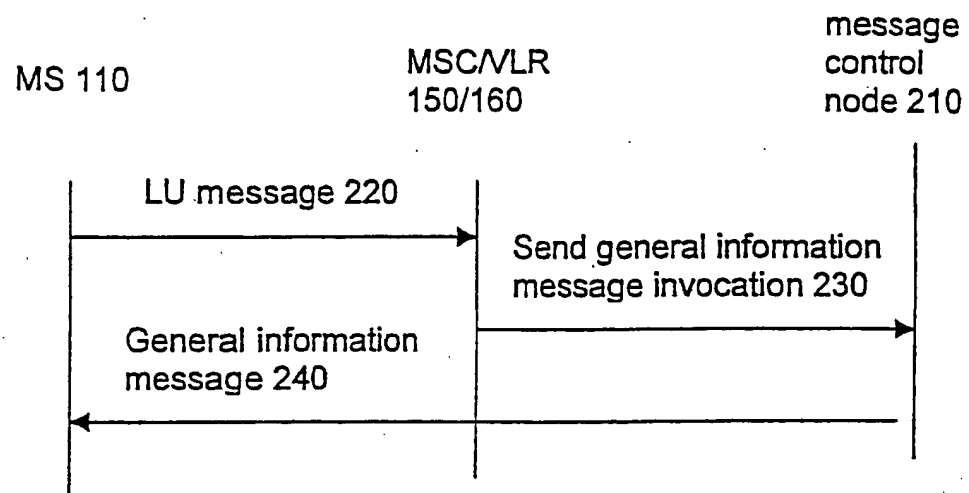 MS 110
MSC/VLR
150/160
message
control
node 210
LU message 220
Send general information
message invocation 230
General information
message 240